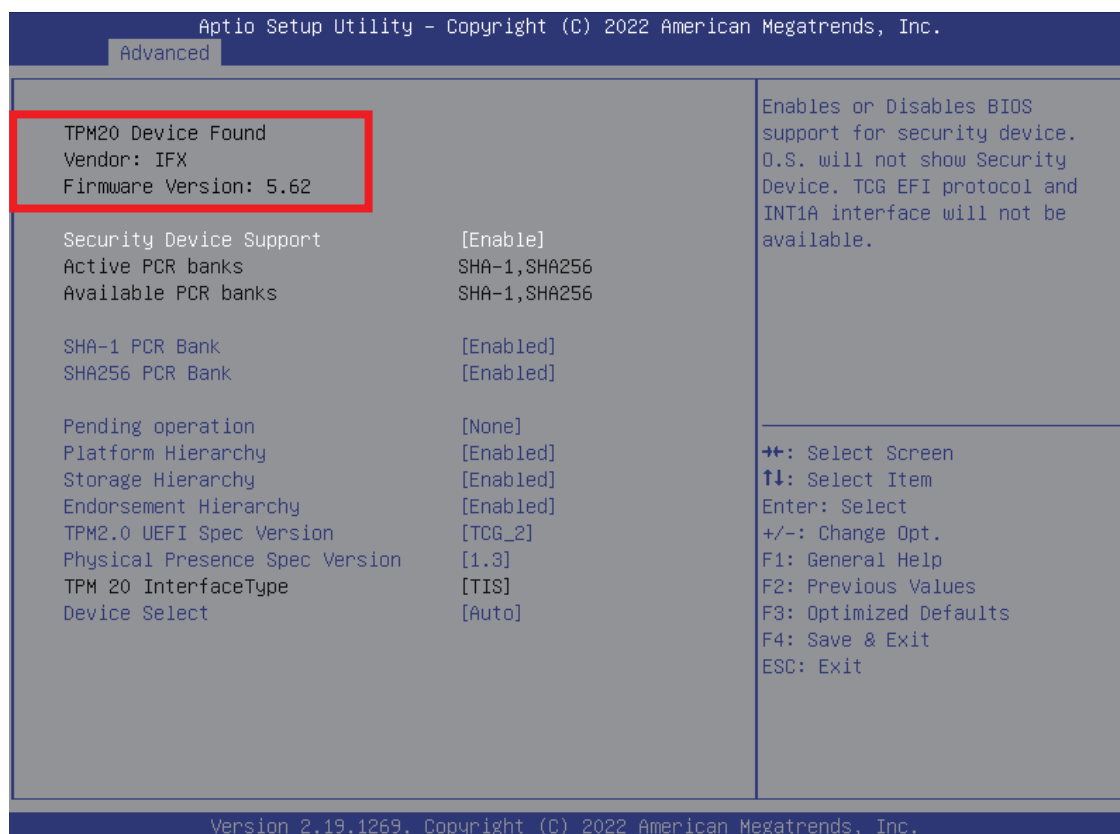 Aptio Setup Utility – Copyright (C) 2022 American Megatrends, Inc.
Advanced
TPM20 Device Found
Vendor: IFX
Firmware Version: 5.62
Security Device Support [Enable]
Active PCR banks SHA-1,SHA256
Available PCR banks SHA-1,SHA256
SHA-1 PCR Bank [Enabled]
SHA256 PCR Bank [Enabled]
Pending operation [None]
Platform Hierarchy [Enabled]
Storage Hierarchy [Enabled]
Endorsement Hierarchy [Enabled]
TPM2.0 UEFI Spec Version [TCG_2]
Physical Presence Spec Version [1.3]
TPM 20 InterfaceType [TIS]
Device Select [Auto]
Enables or Disables BIOS
support for security device.
O.S. will not show Security
Device. TCG EFI protocol and
INT1A interface will not be
available.
→←: Select Screen
↑↓: Select Item
Enter: Select
+/-: Change Opt.
F1: General Help
F2: Previous Values
F3: Optimized Defaults
F4: Save & Exit
ESC: Exit
Version 2.19.1269. Copyright (C) 2022 American Megatrends, Inc.